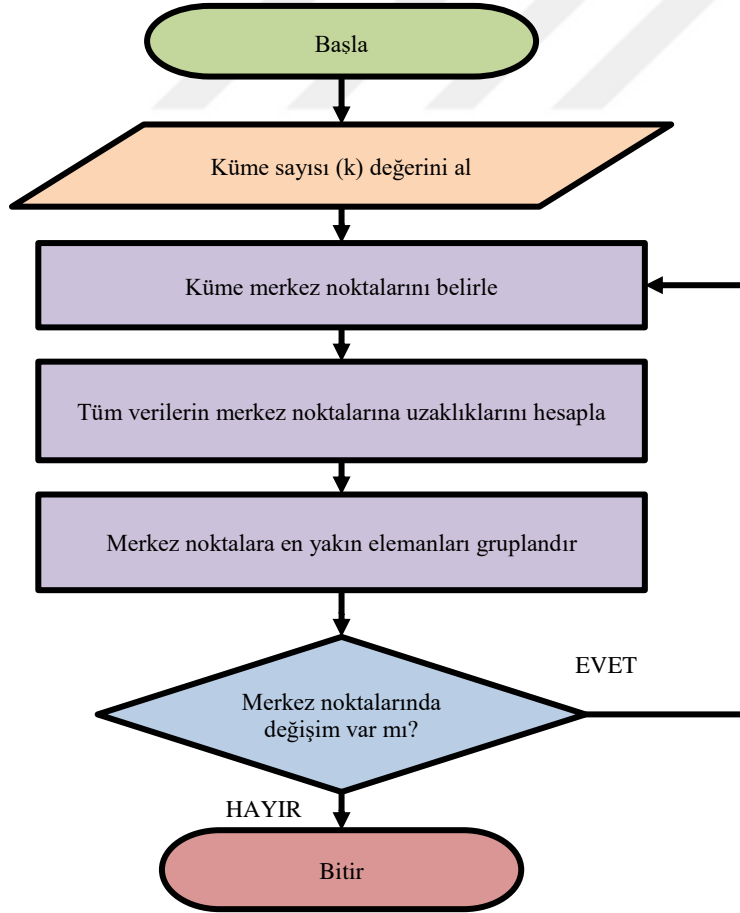 Başla
Küme sayısı (k) değerini al
Küme merkez noktalarını belirle
Tüm verilerin merkez noktalarına uzaklıklarını hesapla
Merkez noktalara en yakın elemanları gruplandır
EVET
Merkez noktalarında
değişim var mı?
HAYIR
Bitir